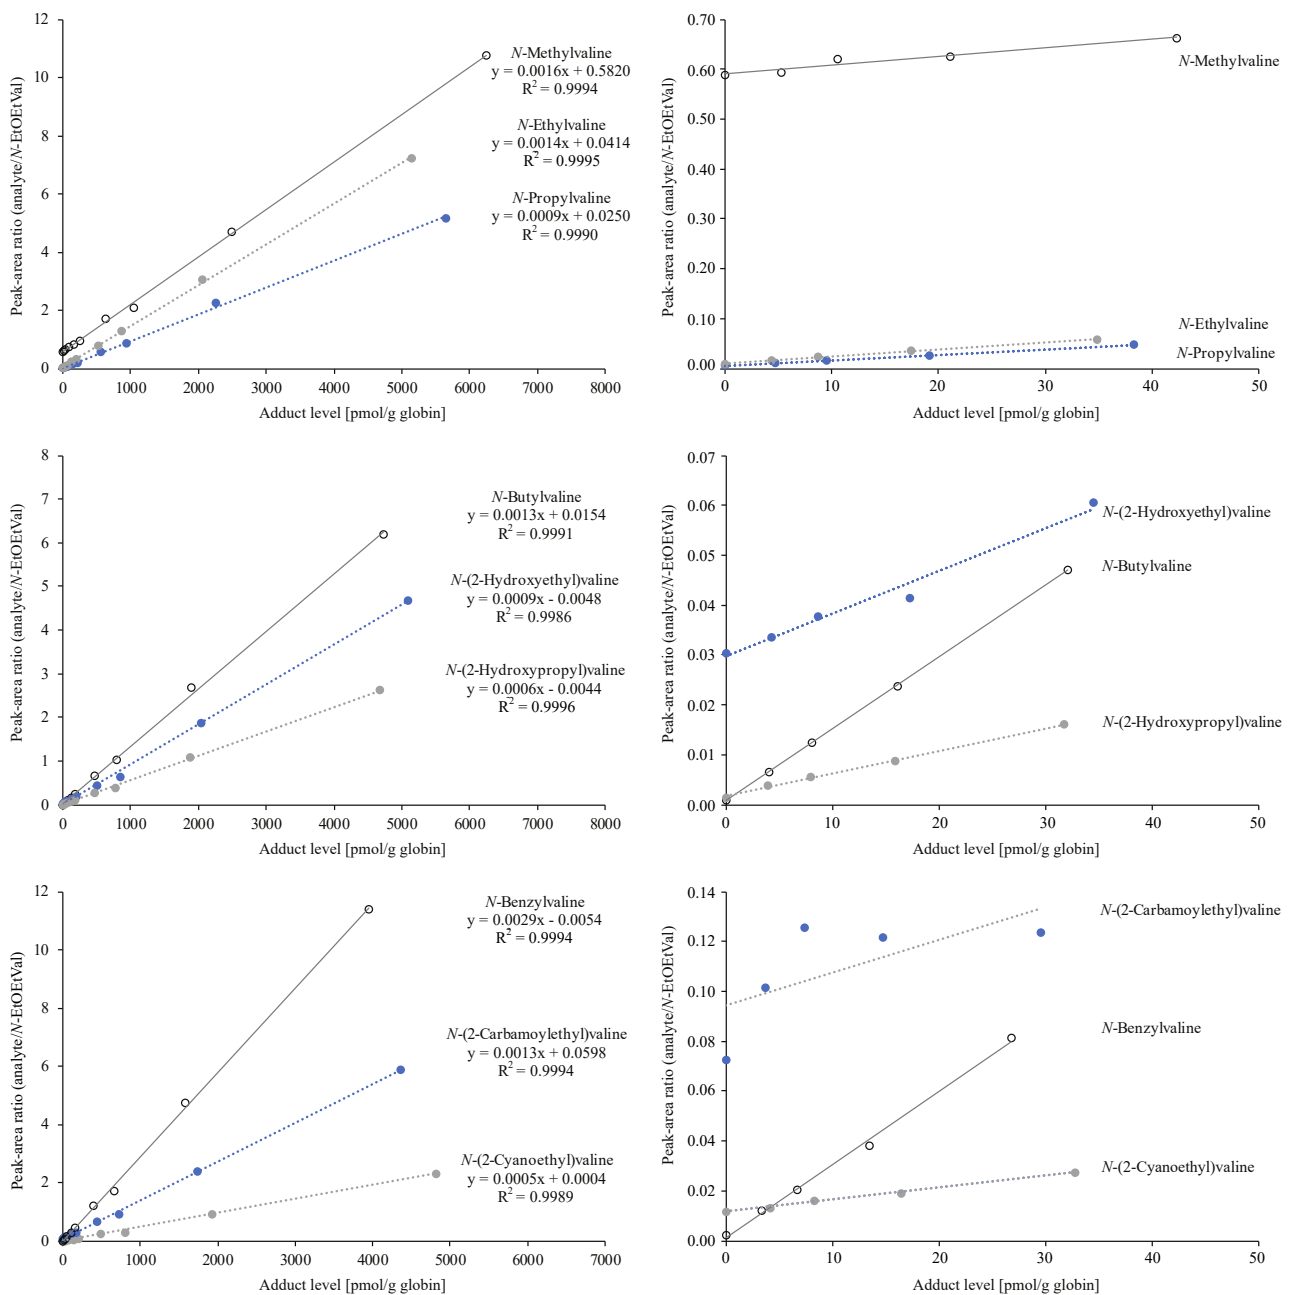 Peak-area ratio (analyte/N-EtOEtVal)
12
10
8
6
4
2
0
0 1000 2000 3000 4000 5000 6000 7000 8000
Adduct level [pmol/g globin]
N-Methylvaline
y = 0.0016x + 0.5820
R2 = 0.9994
N-Ethylvaline
y = 0.0014x + 0.0414
R2 = 0.9995
N-Propylvaline
y = 0.0009x + 0.0250
R2 = 0.9990
Peak-area ratio (analyte/N-EtOEtVal)
0.70
0.60
0.50
0.40
0.30
0.20
0.10
0.00
0 10 20 30 40 50
Adduct level [pmol/g globin]
N-Methylvaline
N-Ethylvaline
N-Propylvaline
Peak-area ratio (analyte/N-EtOEtVal)
8
7
6
5
4
3
2
1
0
0 1000 2000 3000 4000 5000 6000 7000 8000
Adduct level [pmol/g globin]
N-Butylvaline
y = 0.0013x + 0.0154
R2 = 0.9991
N-(2-Hydroxyethyl)valine
y = 0.0009x - 0.0048
R2 = 0.9986
N-(2-Hydroxypropyl)valine
y = 0.0006x - 0.0044
R2 = 0.9996
Peak-area ratio (analyte/N-EtOEtVal)
0.07
0.06
0.05
0.04
0.03
0.02
0.01
0.00
0 10 20 30 40 50
Adduct level [pmol/g globin]
N-(2-Hydroxyethyl)valine
N-Butylvaline
N-(2-Hydroxypropyl)valine
Peak-area ratio (analyte/N-EtOEtVal)
12
10
8
6
4
2
0
0 1000 2000 3000 4000 5000 6000 7000
Adduct level [pmol/g globin]
N-Benzylvaline
y = 0.0029x - 0.0054
R2 = 0.9994
N-(2-Carbamoylethyl)valine
y = 0.0013x + 0.0598
R2 = 0.9994
N-(2-Cyanoethyl)valine
y = 0.0005x + 0.0004
R2 = 0.9989
Peak-area ratio (analyte/N-EtOEtVal)
0.14
0.12
0.10
0.08
0.06
0.04
0.02
0.00
0 10 20 30 40 50
Adduct level [pmol/g globin]
N-(2-Carbamoylethyl)valine
N-Benzylvaline
N-(2-Cyanoethyl)valine